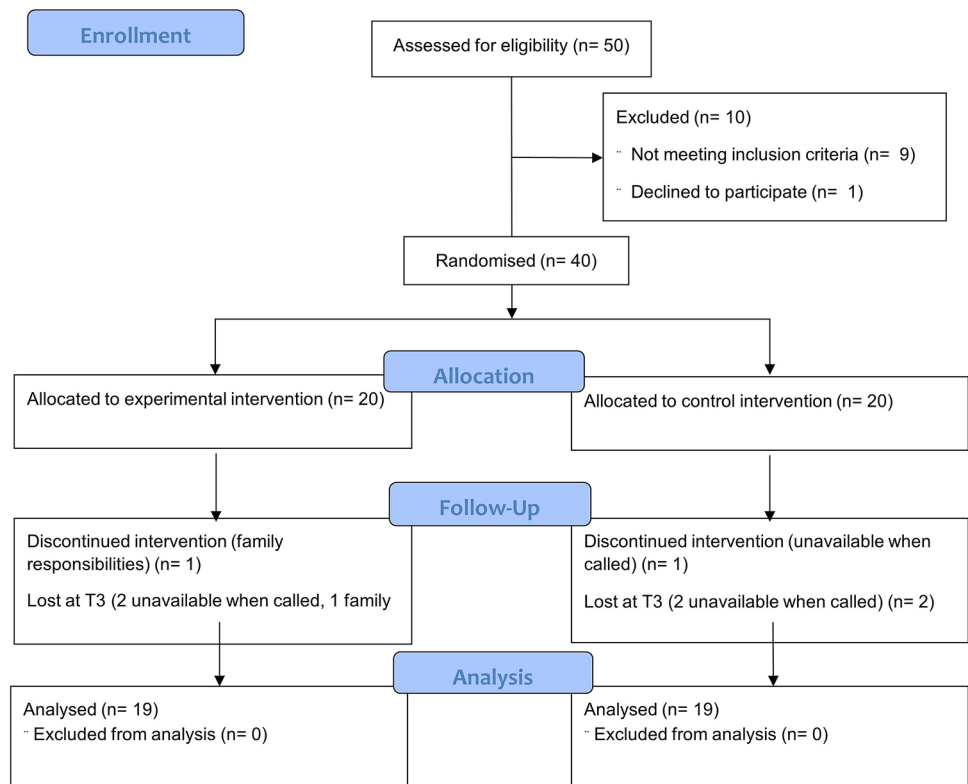 Enrollment
Assessed for eligibility (n= 50)
Excluded (n= 10)
¨ Not meeting inclusion criteria (n=  9)
¨ Declined to participate (n=  1)
Randomised (n= 40)
Allocation
Allocated to experimental intervention (n= 20)
Allocated to control intervention (n= 20)
Follow-Up
Discontinued intervention (family
responsibilities) (n= 1)
Lost at T3 (2 unavailable when called, 1 family
Discontinued intervention (unavailable when
called) (n= 1)
Lost at T3 (2 unavailable when called) (n= 2)
Analysis
Analysed (n= 19)
¨ Excluded from analysis (n= 0)
Analysed (n= 19)
¨ Excluded from analysis (n= 0)